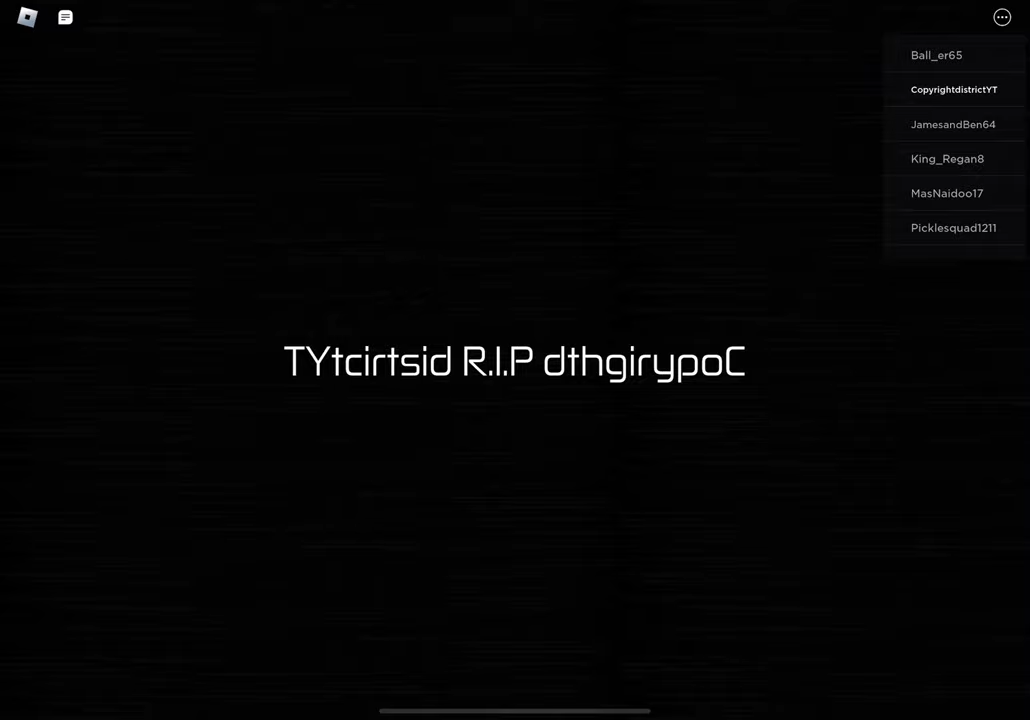 Ball_er65
CopyrightdistrictYT
JamesandBen64
King_Regan8
MasNaidoo17
Picklesquad1211
TYtcirtsid R.I.P dthgirypoC